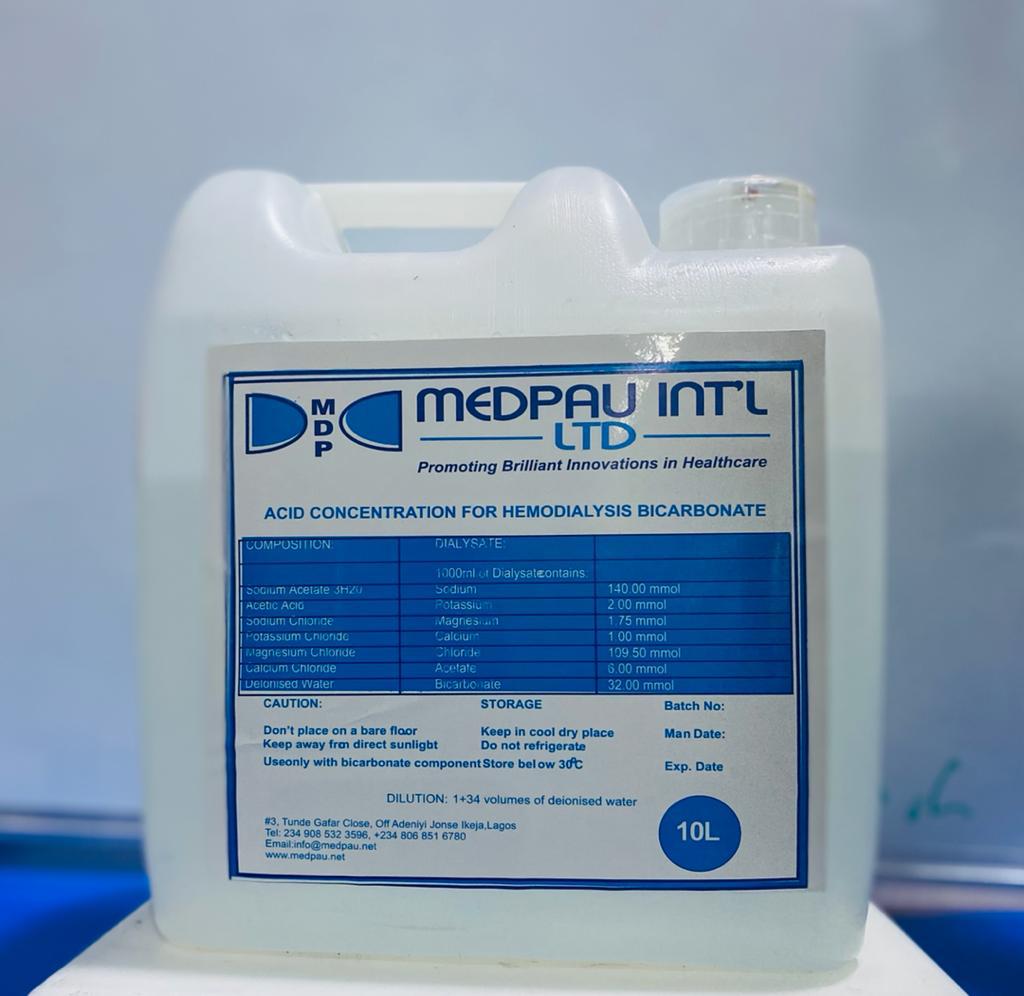 MDP
MEDPAU INT'L
LTD
Promoting Brilliant Innovations in Healthcare
ACID CONCENTRATION FOR HEMODIALYSIS BICARBONATE
COMPOSITION: DIALYSATE:
1000ml of Dialysate contains:
Sodium Acetate 3H20 Sodium 140.00 mmol
Acetic Acid Potassium 2.00 mmol
Sodium Chloride Magnesium 1.75 mmol
Potassium Chloride Calcium 1.00 mmol
Magnesium Chloride Chloride 109.50 mmol
Calcium Chloride Acetate 6.00 mmol
Deionised Water Bicarbonate 32.00 mmol
CAUTION: STORAGE Batch No:
Don't place on a bare floor Keep in cool dry place Man Date:
Keep away from direct sunlight Do not refrigerate
Useonly with bicarbonate component Store below 30°C Exp. Date
DILUTION: 1+34 volumes of deionised water
#3, Tunde Gafar Close, Off Adeniyi Jonse Ikeja,Lagos
Tel: 234 908 532 3596, +234 806 851 6780
Email:info@medpau.net
www.medpau.net
10L